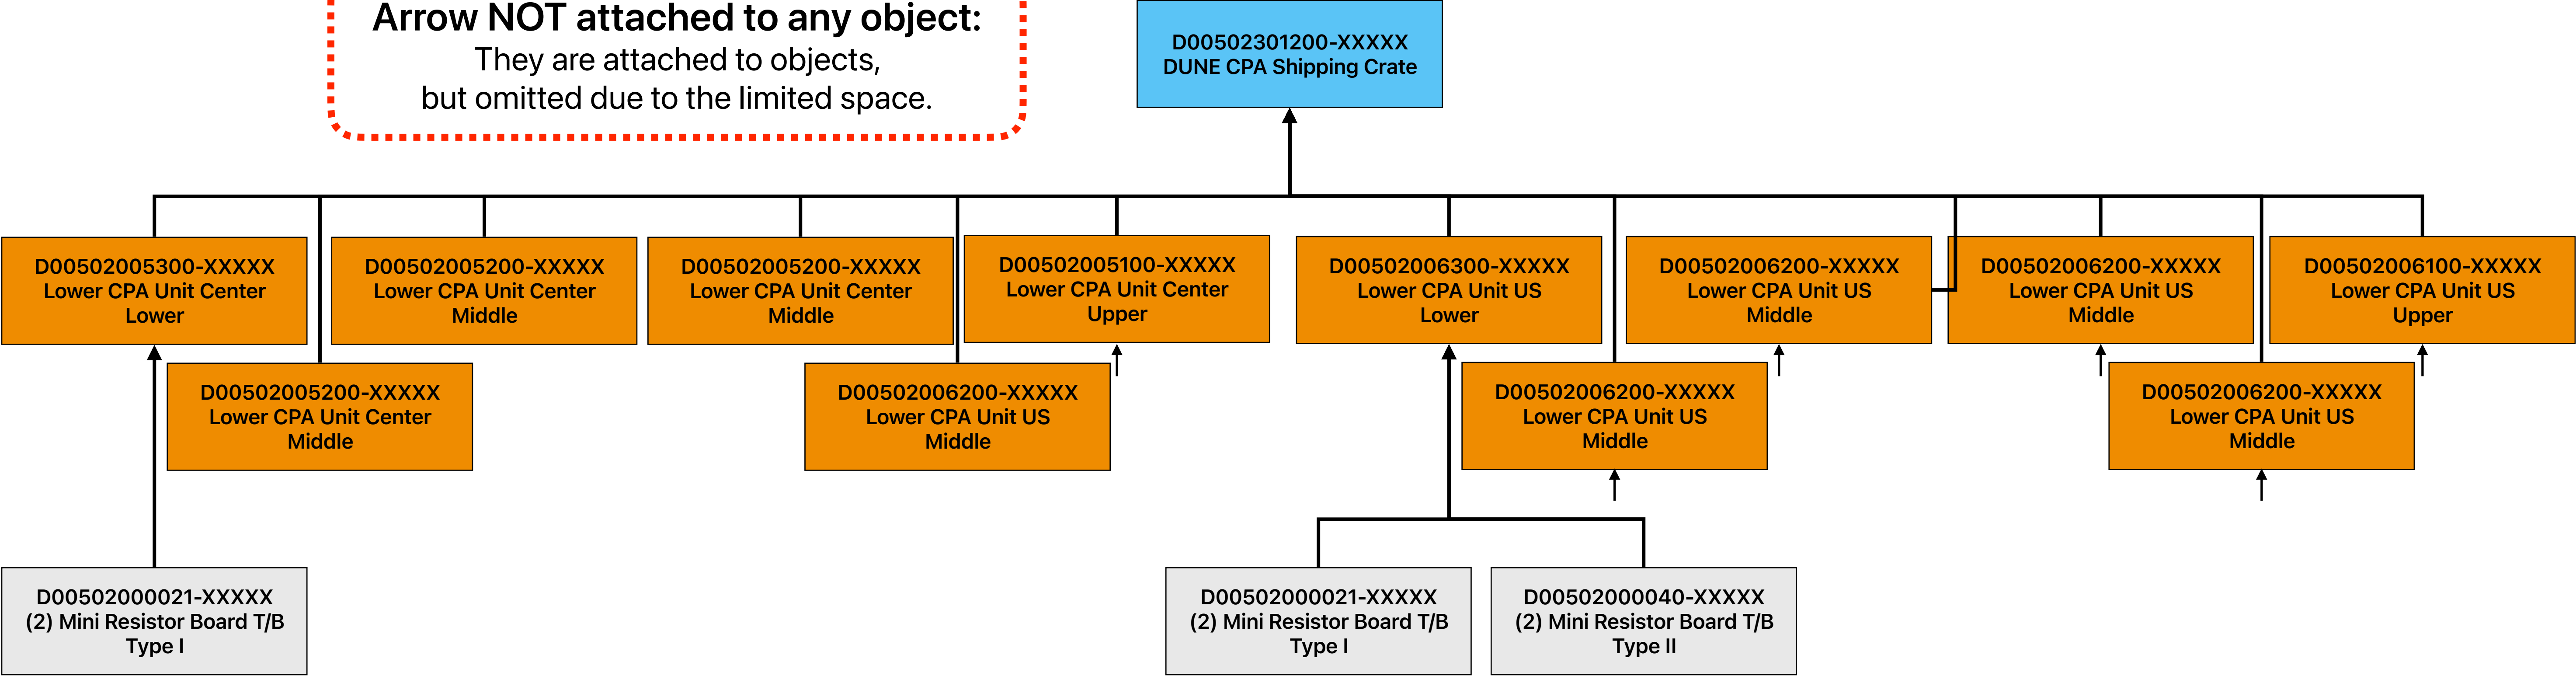 Arrow NOT attached to any object:
They are attached to objects,
but omitted due to the limited space.
D00502301200-XXXXX
DUNE CPA Shipping Crate
D00502005300-XXXXX
Lower CPA Unit Center
Lower
D00502005200-XXXXX
Lower CPA Unit Center
Middle
D00502005200-XXXXX
Lower CPA Unit Center
Middle
D00502005100-XXXXX
Lower CPA Unit Center
Upper
D00502006300-XXXXX
Lower CPA Unit US
Lower
D00502006200-XXXXX
Lower CPA Unit US
Middle
D00502006200-XXXXX
Lower CPA Unit US
Middle
D00502006100-XXXXX
Lower CPA Unit US
Upper
D00502005200-XXXXX
Lower CPA Unit Center
Middle
D00502006200-XXXXX
Lower CPA Unit US
Middle
D00502006200-XXXXX
Lower CPA Unit US
Middle
D00502006200-XXXXX
Lower CPA Unit US
Middle
D00502000021-XXXXX
(2) Mini Resistor Board T/B
Type I
D00502000021-XXXXX
(2) Mini Resistor Board T/B
Type I
D00502000040-XXXXX
(2) Mini Resistor Board T/B
Type II